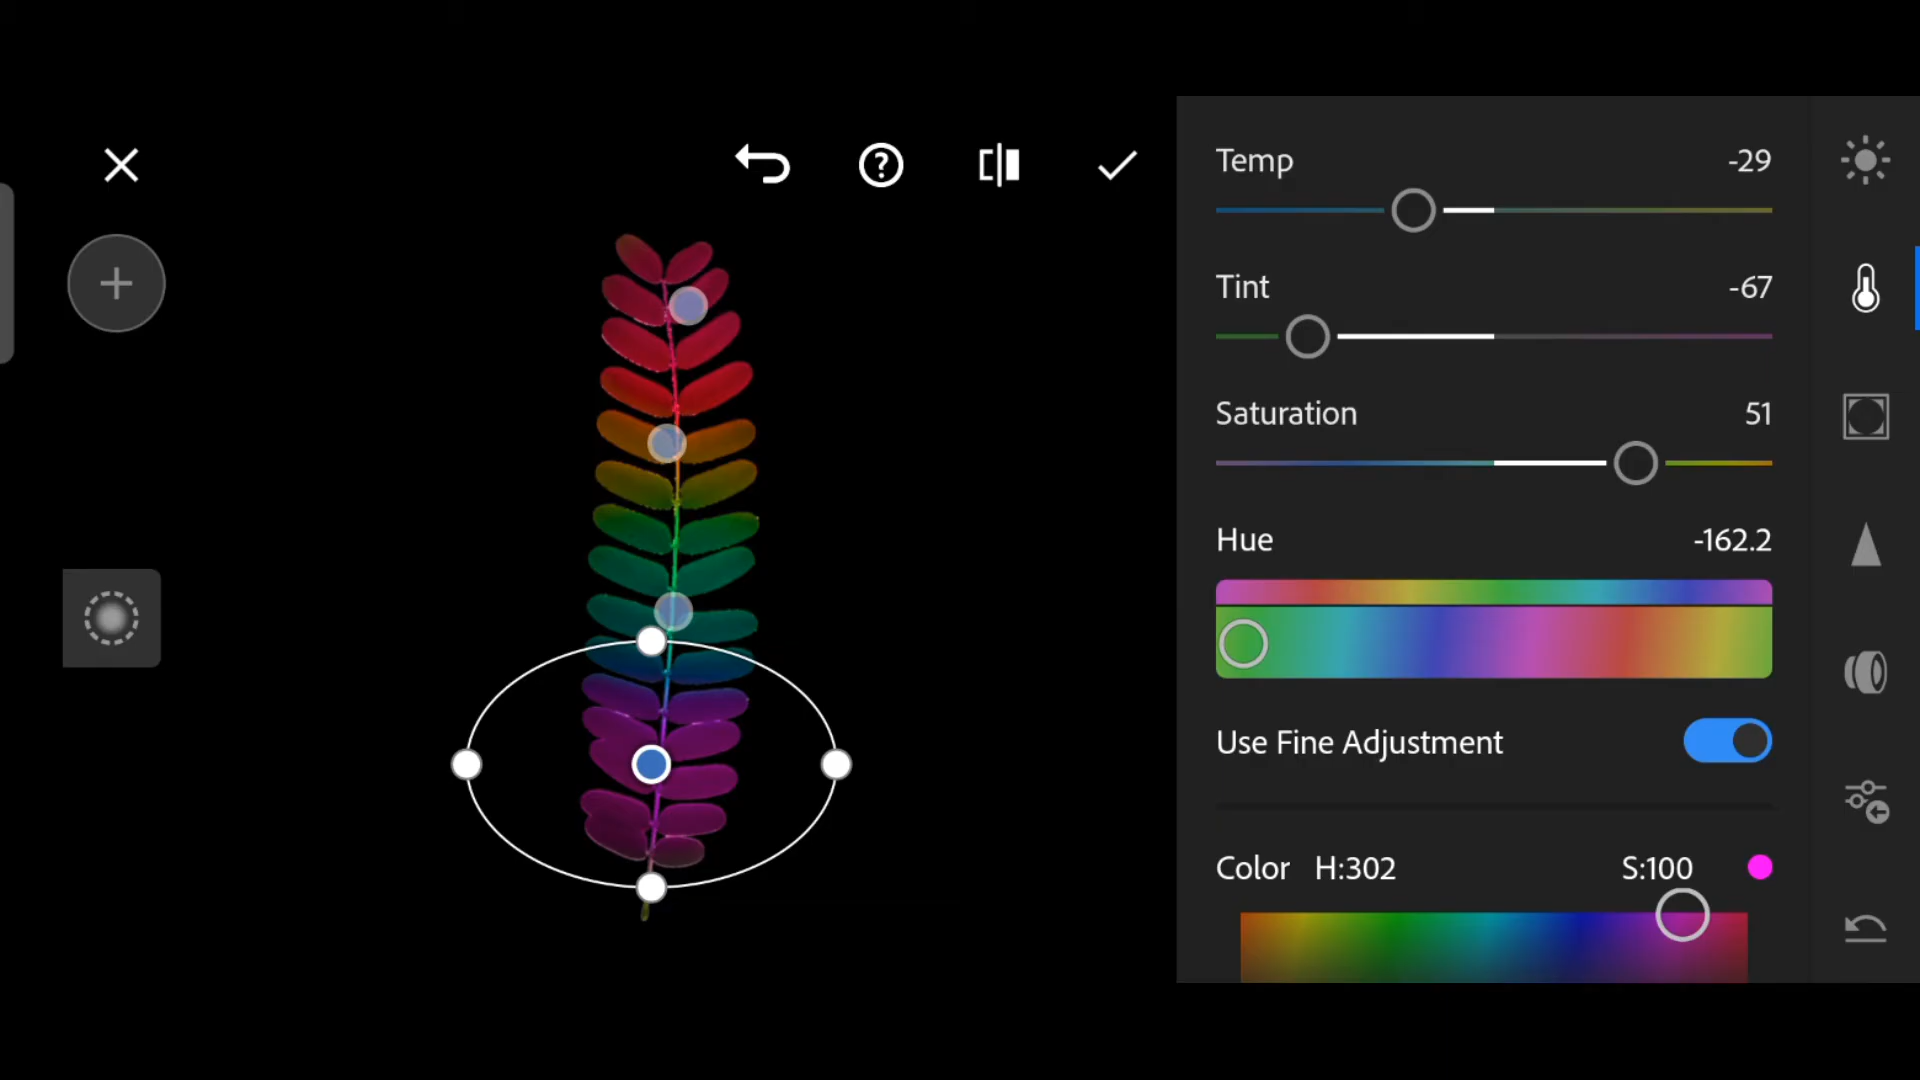 Temp -29
Tint -67
Saturation 51
Hue -162.2
Use Fine Adjustment
Color H:302 S:100